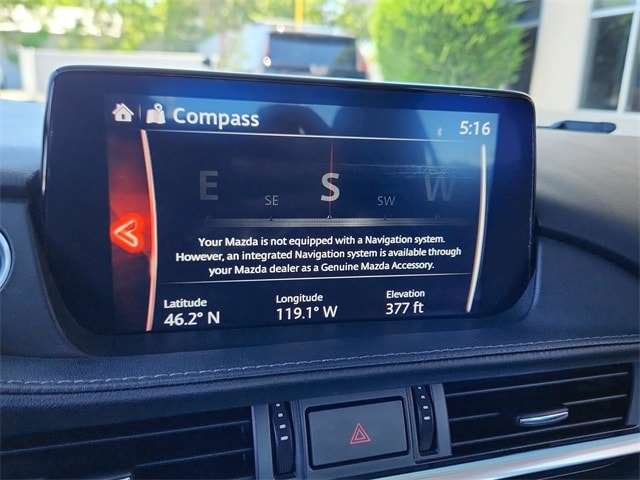 Compass
5:16
E SE S SW W
Your Mazda is not equipped with a Navigation system.
However, an integrated Navigation system is available through
your Mazda dealer as a Genuine Mazda Accessory.
Latitude Longitude Elevation
46.2° N 119.1° W 377 ft